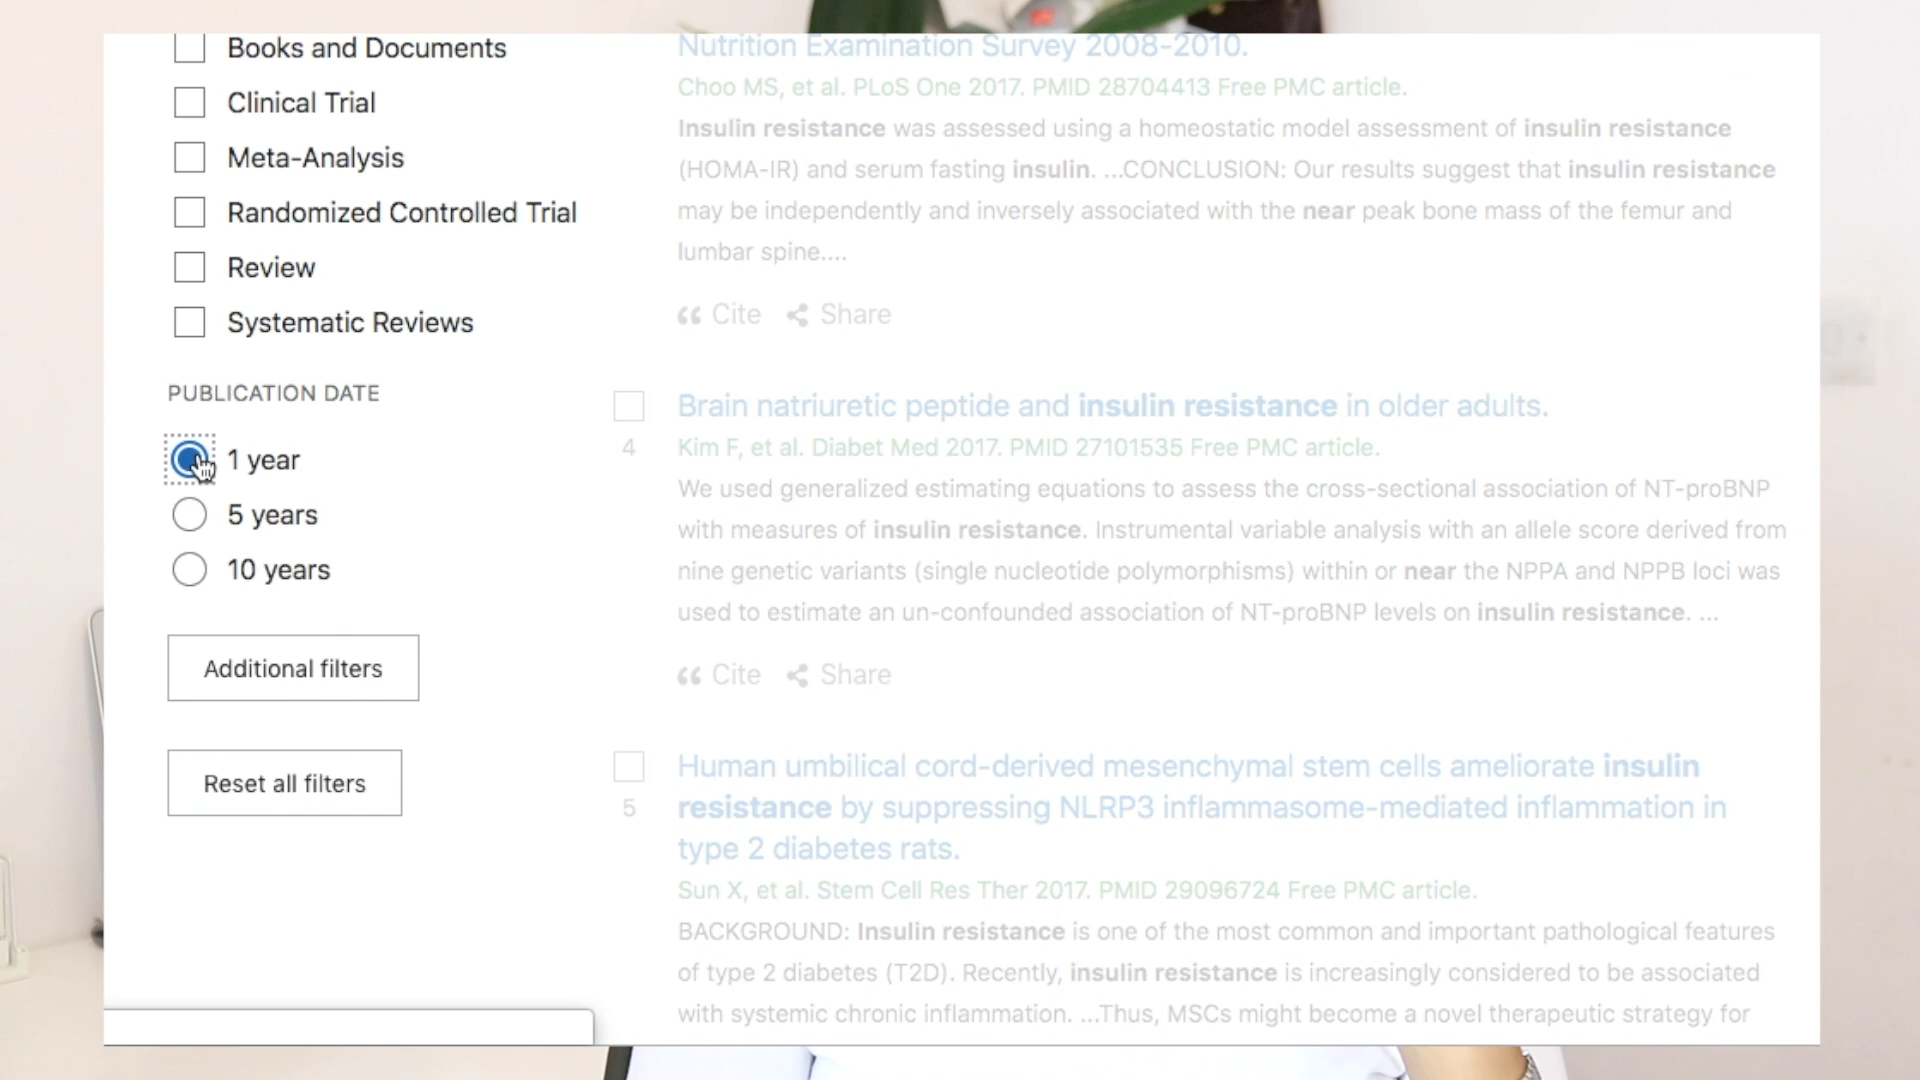 Books and Documents
Clinical Trial
Meta-Analysis
Randomized Controlled Trial
Review
Systematic Reviews
PUBLICATION DATE
1 year
5 years
10 years
Additional filters
Reset all filters
Nutrition Examination Survey 2008-2010.
Choo MS, et al. PLoS One 2017. PMID 28704413 Free PMC article.
Insulin resistance was assessed using a homeostatic model assessment of insulin resistance
(HOMA-IR) and serum fasting insulin. ...CONCLUSION: Our results suggest that insulin resistance
may be independently and inversely associated with the near peak bone mass of the femur and
lumbar spine....
Cite Share
Brain natriuretic peptide and insulin resistance in older adults.
4 Kim F, et al. Diabet Med 2017. PMID 27101535 Free PMC article.
We used generalized estimating equations to assess the cross-sectional association of NT-proBNP
with measures of insulin resistance. Instrumental variable analysis with an allele score derived from
nine genetic variants (single nucleotide polymorphisms) within or near the NPPA and NPPB loci was
used to estimate an un-confounded association of NT-proBNP levels on insulin resistance. ...
Cite Share
Human umbilical cord-derived mesenchymal stem cells ameliorate insulin
5 resistance by suppressing NLRP3 inflammasome-mediated inflammation in
type 2 diabetes rats.
Sun X, et al. Stem Cell Res Ther 2017. PMID 29096724 Free PMC article.
BACKGROUND: Insulin resistance is one of the most common and important pathological features
of type 2 diabetes (T2D). Recently, insulin resistance is increasingly considered to be associated
with systemic chronic inflammation. ...Thus, MSCs might become a novel therapeutic strategy for